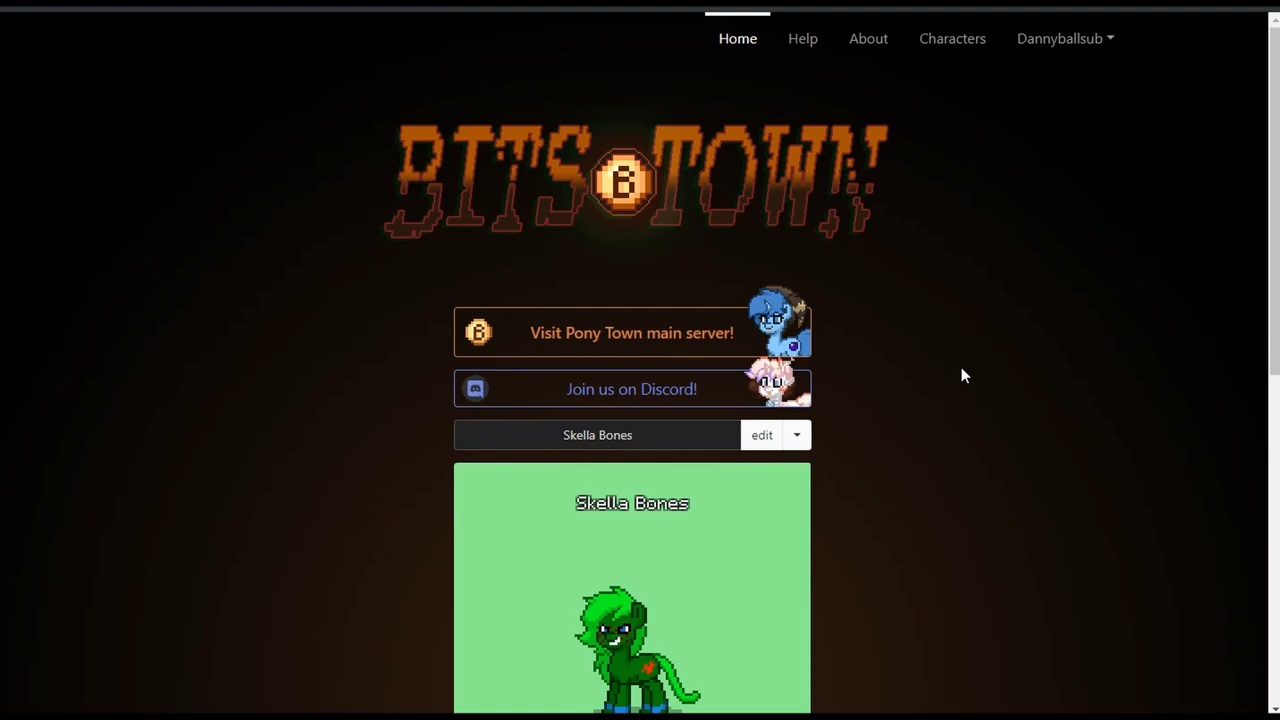 Home Help About Characters Dannyballsub
BITS B TOWN
B Visit Pony Town main server!
Join us on Discord!
Skella Bones edit
Skella Bones